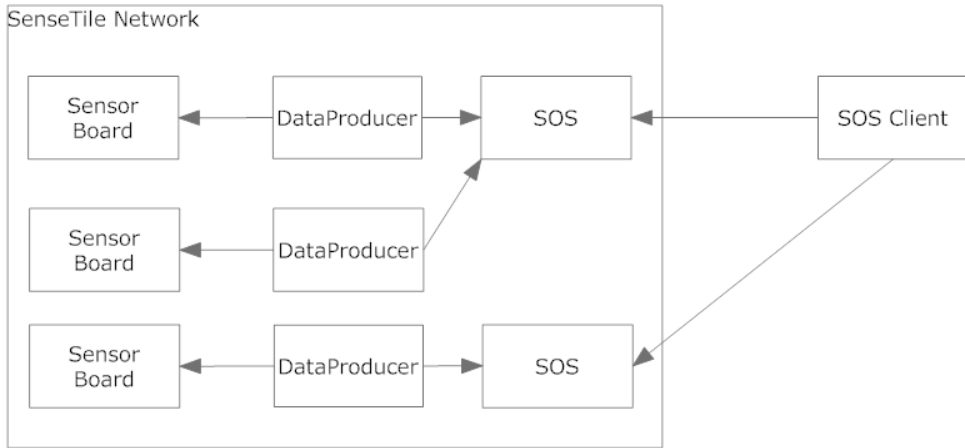 SenseTile Network
Sensor
Board
DataProducer
SOS
SOS Client
Sensor
Board
DataProducer
Sensor
Board
DataProducer
SOS